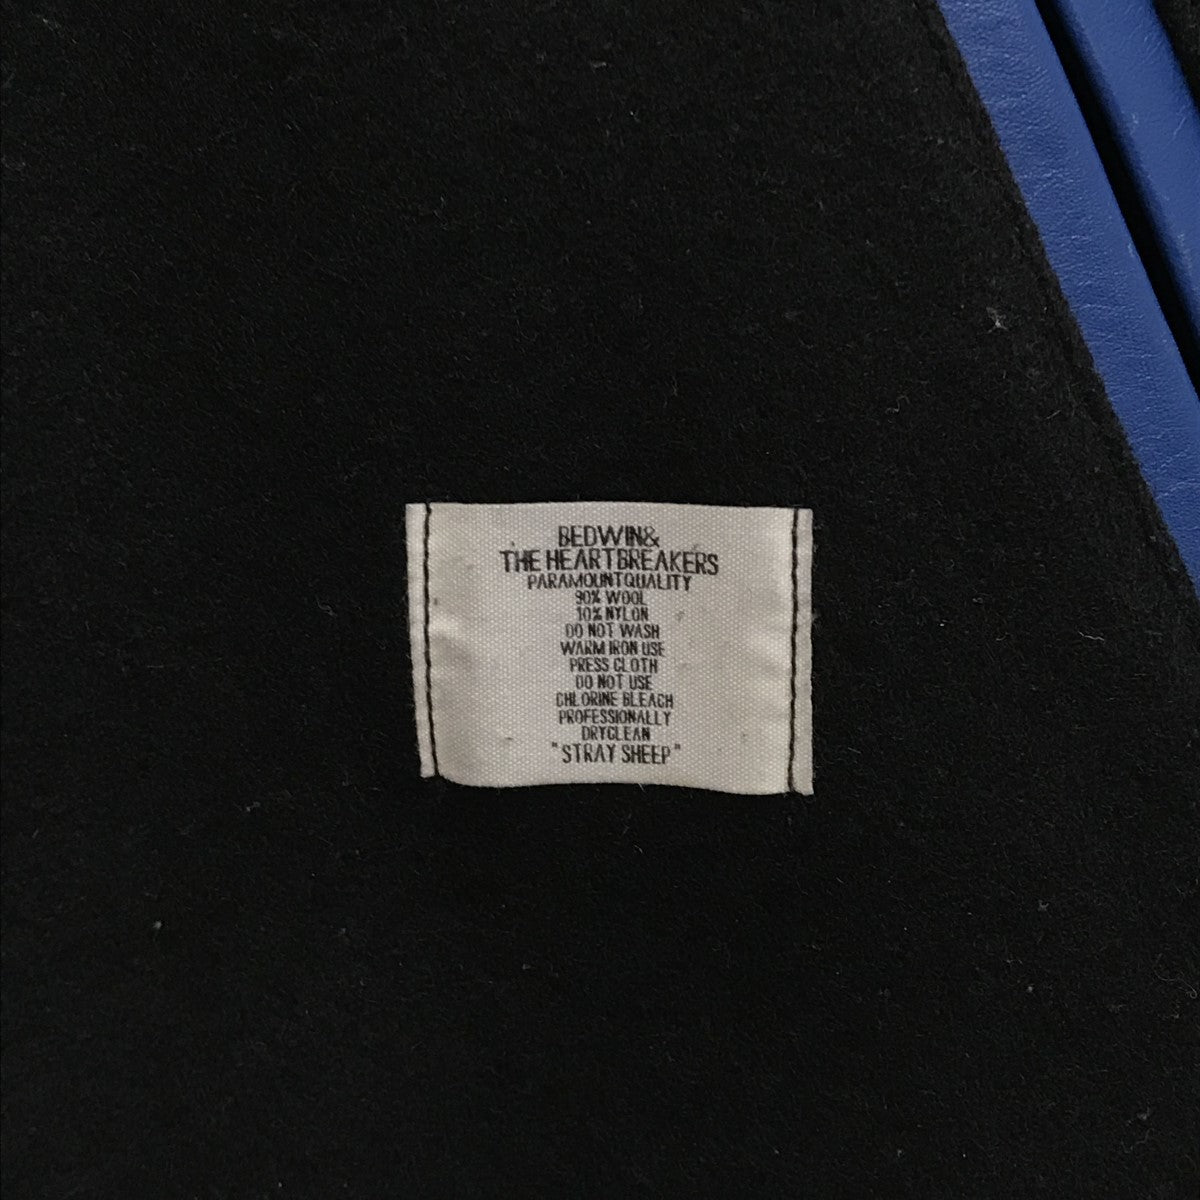 BEDWIN&
THE HEARTBREAKERS
PARAMOUNTQUALITY
90% WOOL
10% NYLON
DO NOT WASH
WARM IRON USE
PRESS CLOTH
DO NOT USE
CHLORINE BLEACH
PROFESSIONALLY
DRYCLEAN
"STRAY SHEEP"